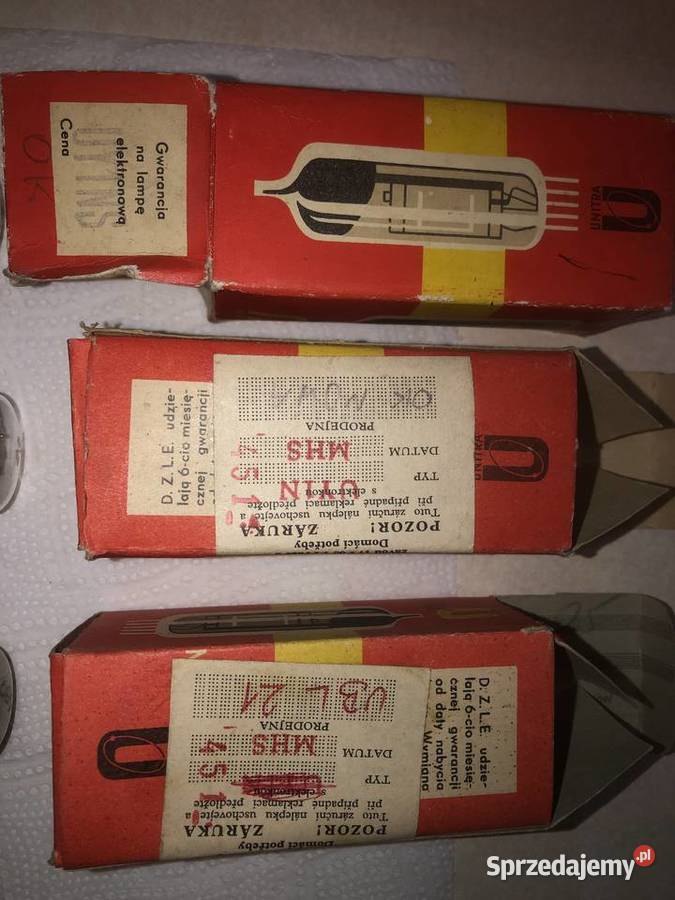 Gwarancja
na lampę
elektronową
Cena
OK
UNITRA
D. Z. L. E. udzie-
lają 6-cio miesię-
cznej gwarancji
Domácí potřeby
POZOR! ZÁRUKA
Tuto záruční nálepku uschovejte a
při případné reklamaci předložte
s elektronkou
TYP UY1N
DATUM MHS
PRODEJNA
UNITRA
D. Z. L. E. udzie-
lają 6-cio miesię-
cznej gwarancji
od daty nabycia
Wymiana
Domácí potřeby
POZOR! ZÁRUKA
Tuto záruční nálepku uschovejte a
při případné reklamaci předložte
s elektronkou
TYP
DATUM MHS
PRODEJNA
UBL 21
Sprzedajemy.pl